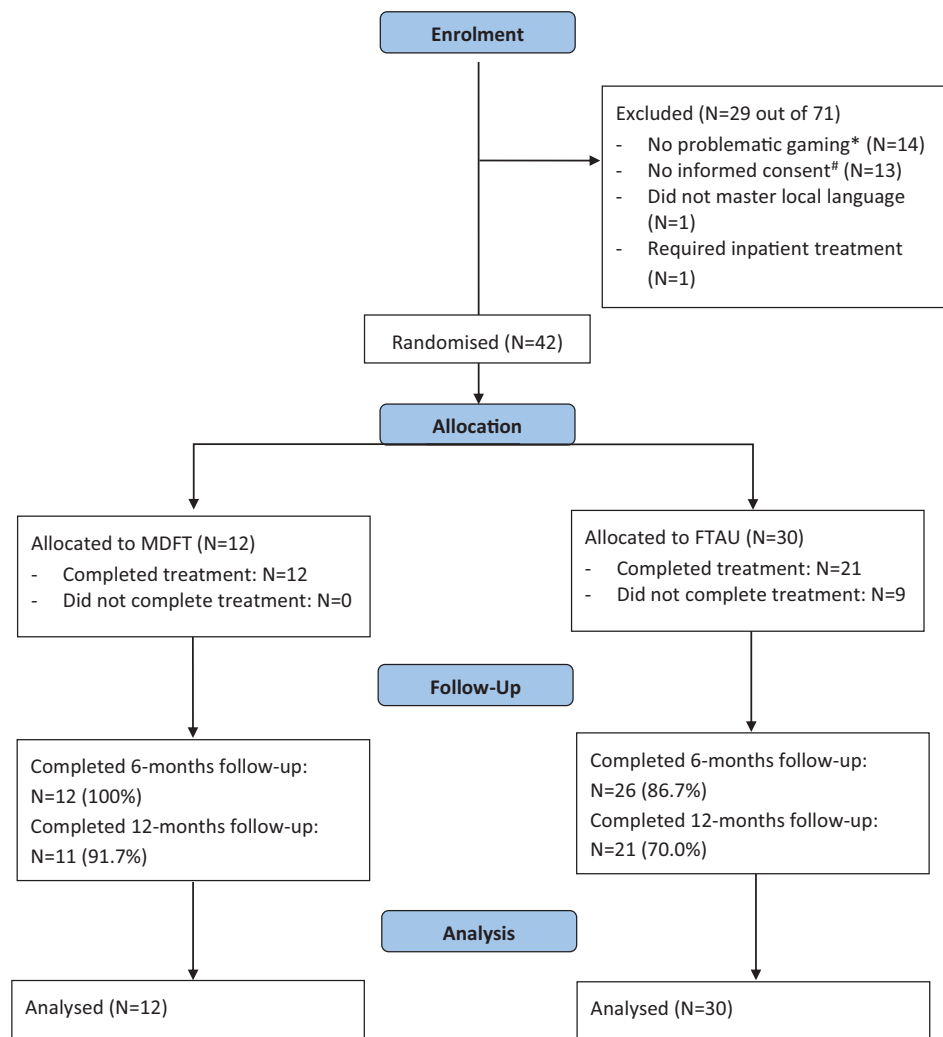 Enrolment
Excluded (N=29 out of 71)
- No problematic gaming* (N=14)
- No informed consent# (N=13)
- Did not master local language
(N=1)
- Required inpatient treatment
(N=1)
Randomised (N=42)
Allocation
Allocated to MDFT (N=12)
- Completed treatment: N=12
- Did not complete treatment: N=0
Allocated to FTAU (N=30)
- Completed treatment: N=21
- Did not complete treatment: N=9
Follow-Up
Completed 6-months follow-up:
N=12 (100%)
Completed 12-months follow-up:
N=11 (91.7%)
Completed 6-months follow-up:
N=26 (86.7%)
Completed 12-months follow-up:
N=21 (70.0%)
Analysis
Analysed (N=12)
Analysed (N=30)